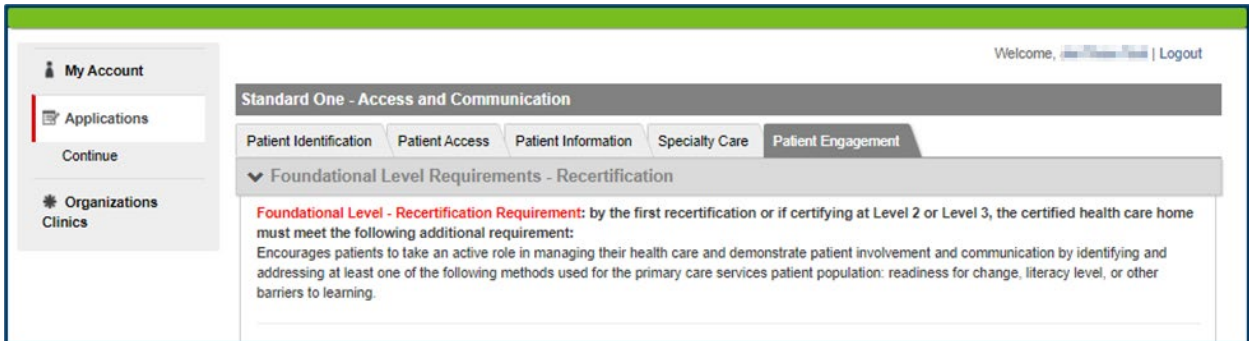 Welcome, | Logout
My Account
Applications
Continue
Organizations
Clinics
Standard One - Access and Communication
Patient Identification Patient Access Patient Information Specialty Care Patient Engagement
Foundational Level Requirements - Recertification
Foundational Level - Recertification Requirement: by the first recertification or if certifying at Level 2 or Level 3, the certified health care home
must meet the following additional requirement:
Encourages patients to take an active role in managing their health care and demonstrate patient involvement and communication by identifying and
addressing at least one of the following methods used for the primary care services patient population: readiness for change, literacy level, or other
barriers to learning.